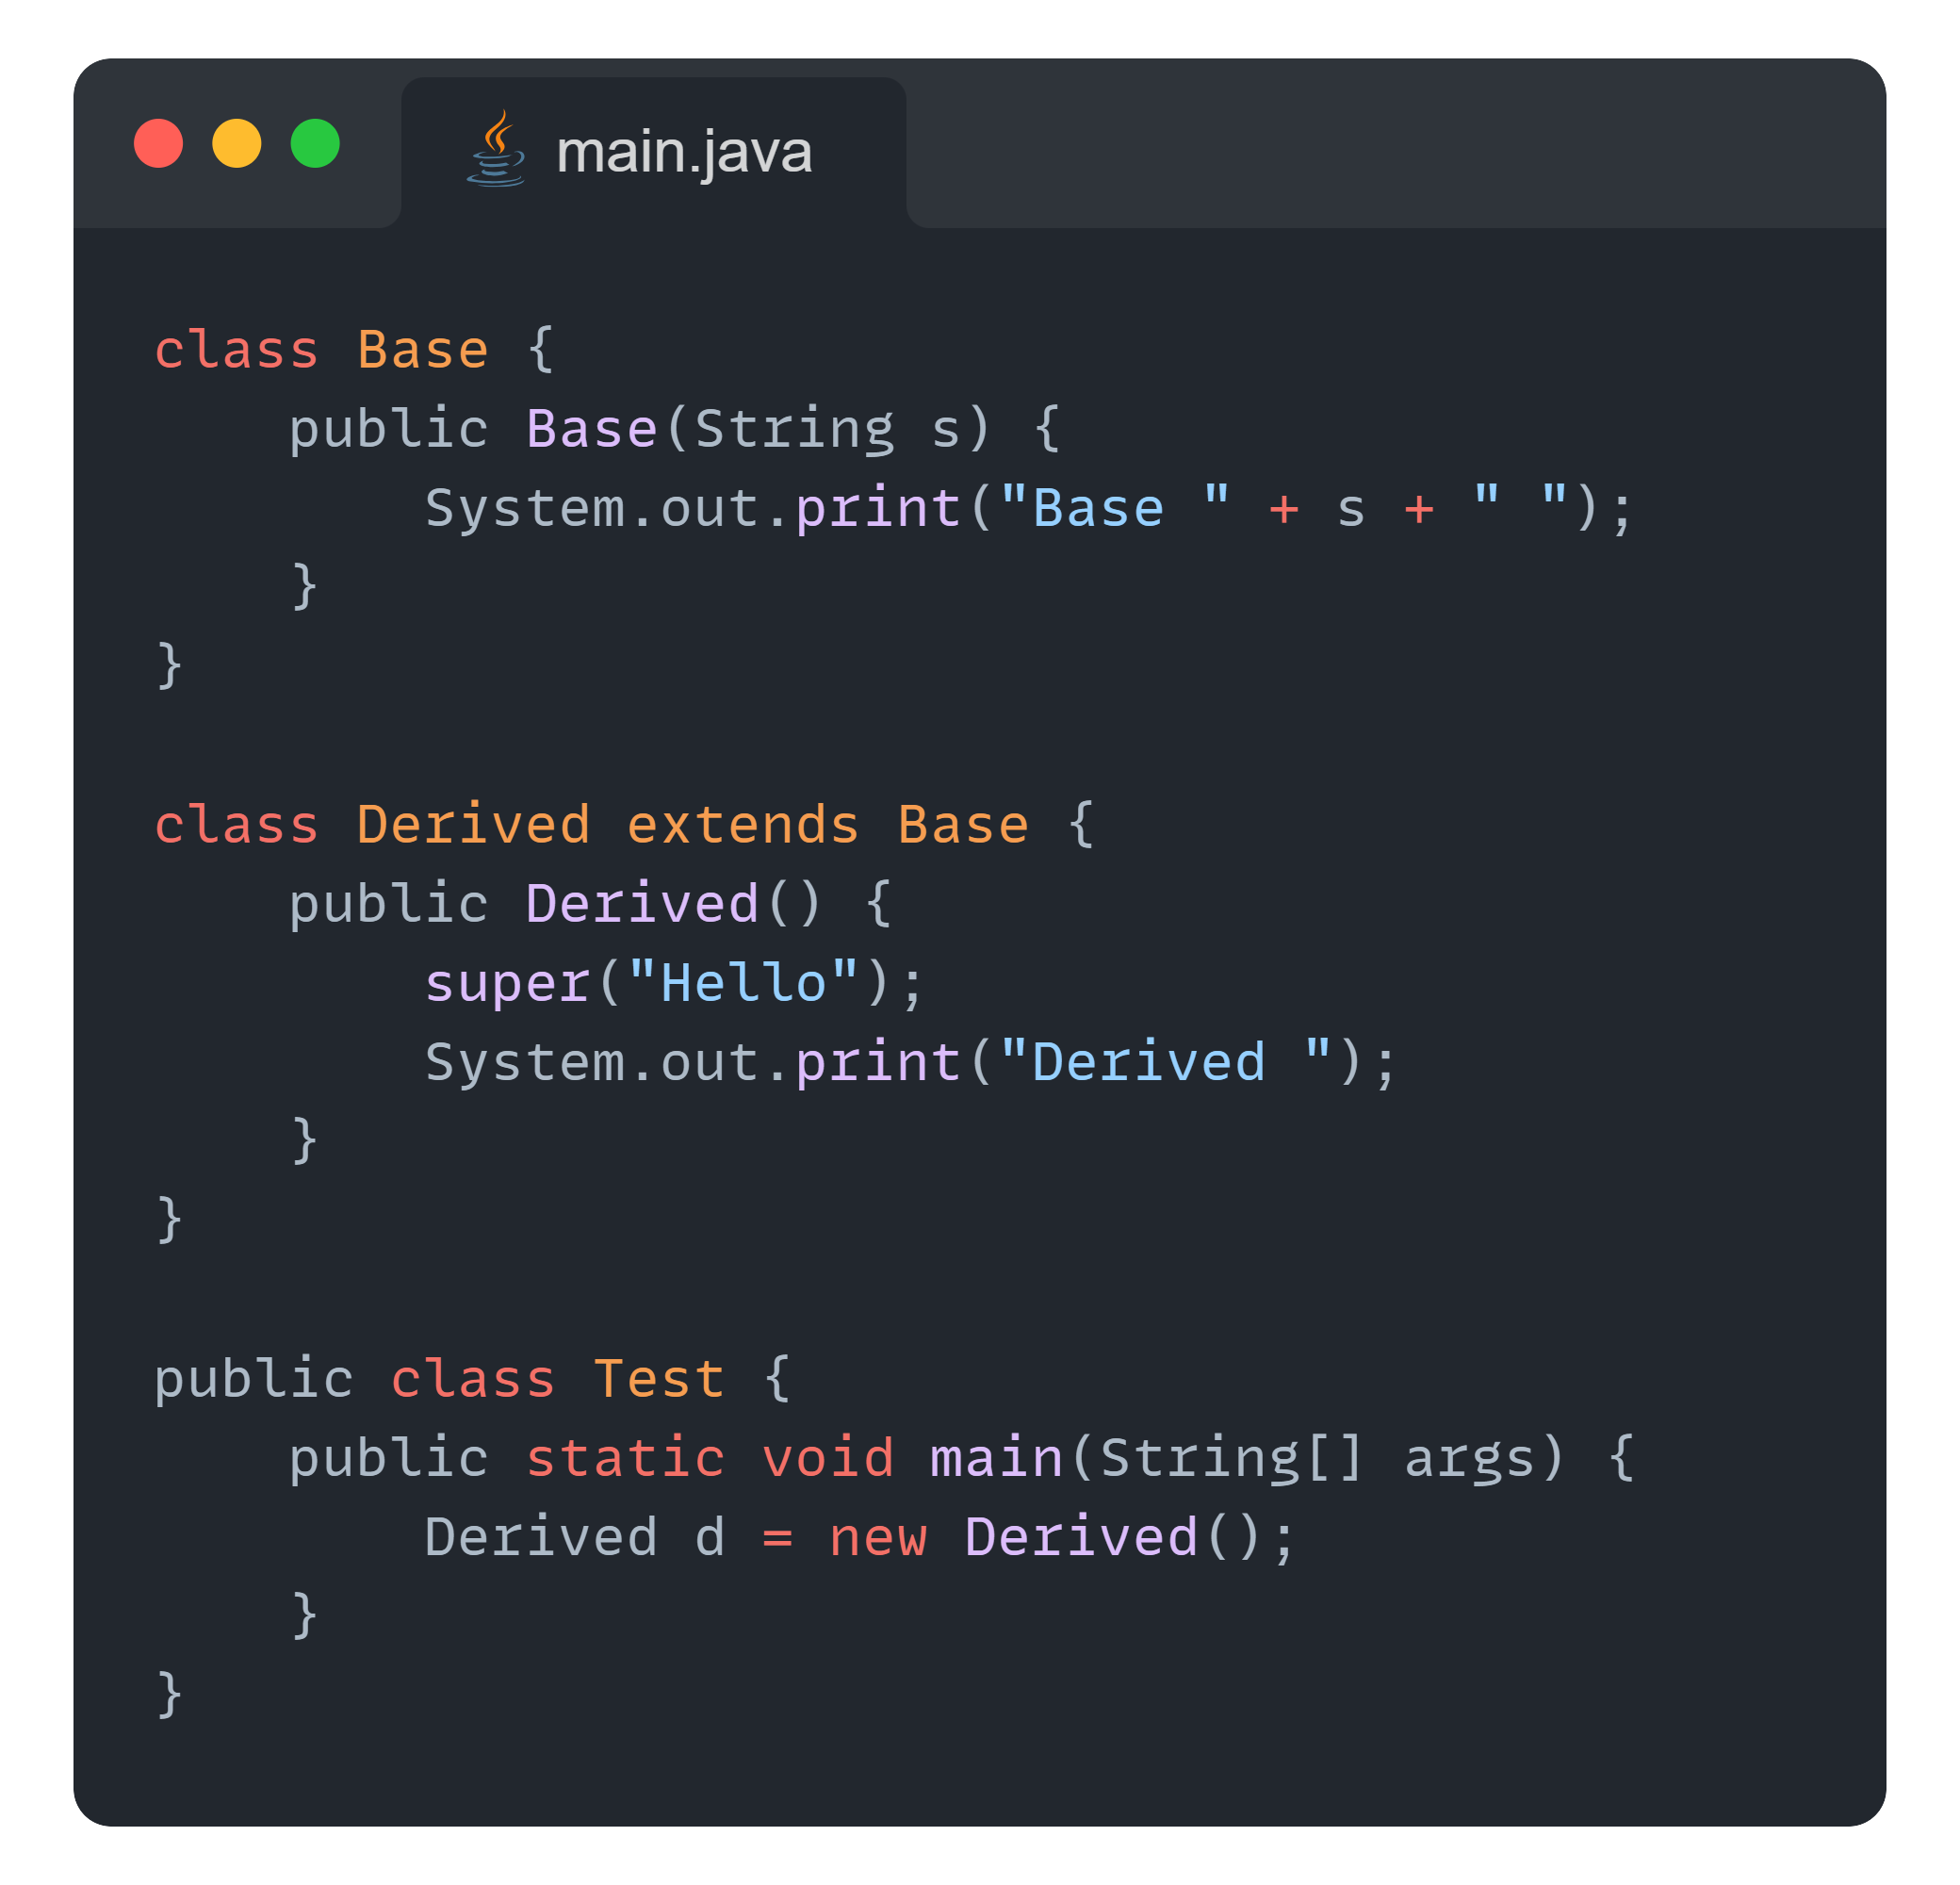 main.java
class Base {
    public Base(String s) {
        System.out.print("Base " + s + " ");
    }
}

class Derived extends Base {
    public Derived() {
        super("Hello");
        System.out.print("Derived ");
    }
}

public class Test {
    public static void main(String[] args) {
        Derived d = new Derived();
    }
}